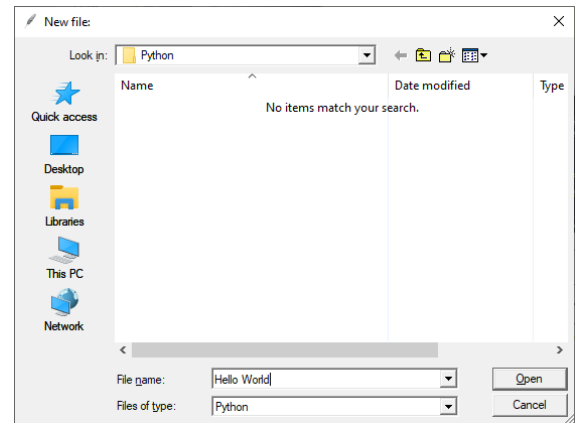 New file:
Look in: Python
Name Date modified Type
No items match your search.
Quick access
Desktop
Libraries
This PC
Network
File name: Hello World Open
Files of type: Python Cancel